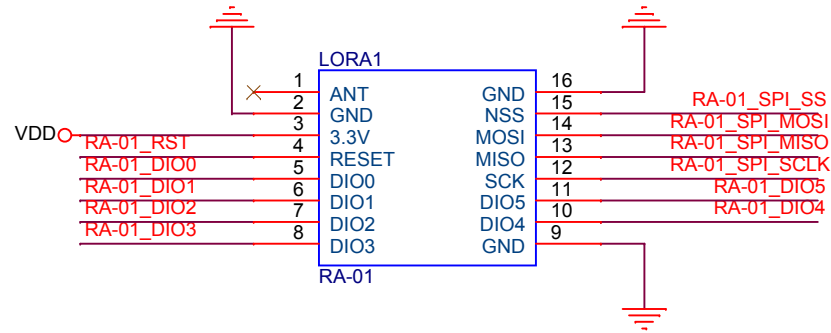 LORA1
1 ANT GND 16
2 GND NSS 15 RA-01_SPI_SS
VDD 3 3.3V MOSI 14 RA-01_SPI_MOSI
RA-01_RST 4 RESET MISO 13 RA-01_SPI_MISO
RA-01_DIO0 5 DIO0 SCK 12 RA-01_SPI_SCLK
RA-01_DIO1 6 DIO1 DIO5 11 RA-01_DIO5
RA-01_DIO2 7 DIO2 DIO4 10 RA-01_DIO4
RA-01_DIO3 8 DIO3 GND 9
RA-01